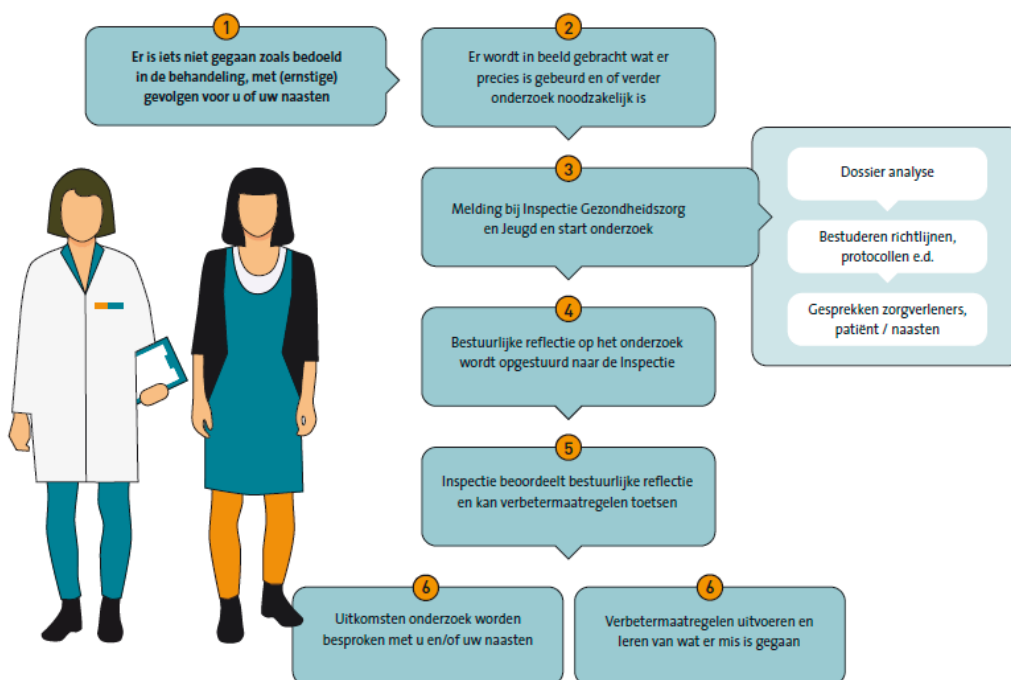 1
Er is iets niet gegaan zoals bedoeld
in de behandeling, met (ernstige)
gevolgen voor u of uw naasten
2
Er wordt in beeld gebracht wat er
precies is gebeurd en of verder
onderzoek noodzakelijk is
3
Melding bij Inspectie Gezondheidszorg
en Jeugd en start onderzoek
Dossier analyse
Bestuderen richtlijnen,
protocollen e.d.
Gesprekken zorgverleners,
patiënt / naasten
4
Bestuurlijke reflectie op het onderzoek
wordt opgestuurd naar de Inspectie
5
Inspectie beoordeelt bestuurlijke reflectie
en kan verbetermaatregelen toetsen
6
Uitkomsten onderzoek worden
besproken met u en/of uw naasten
6
Verbetermaatregelen uitvoeren en
leren van wat er mis is gegaan